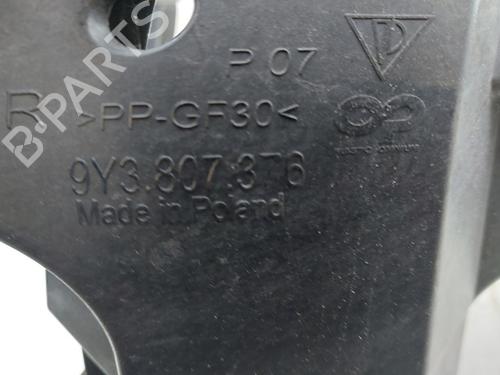 P 07
R >PP-GF30<
9Y3.807.376
Made in Poland
B-PARTS